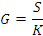 G = S/K